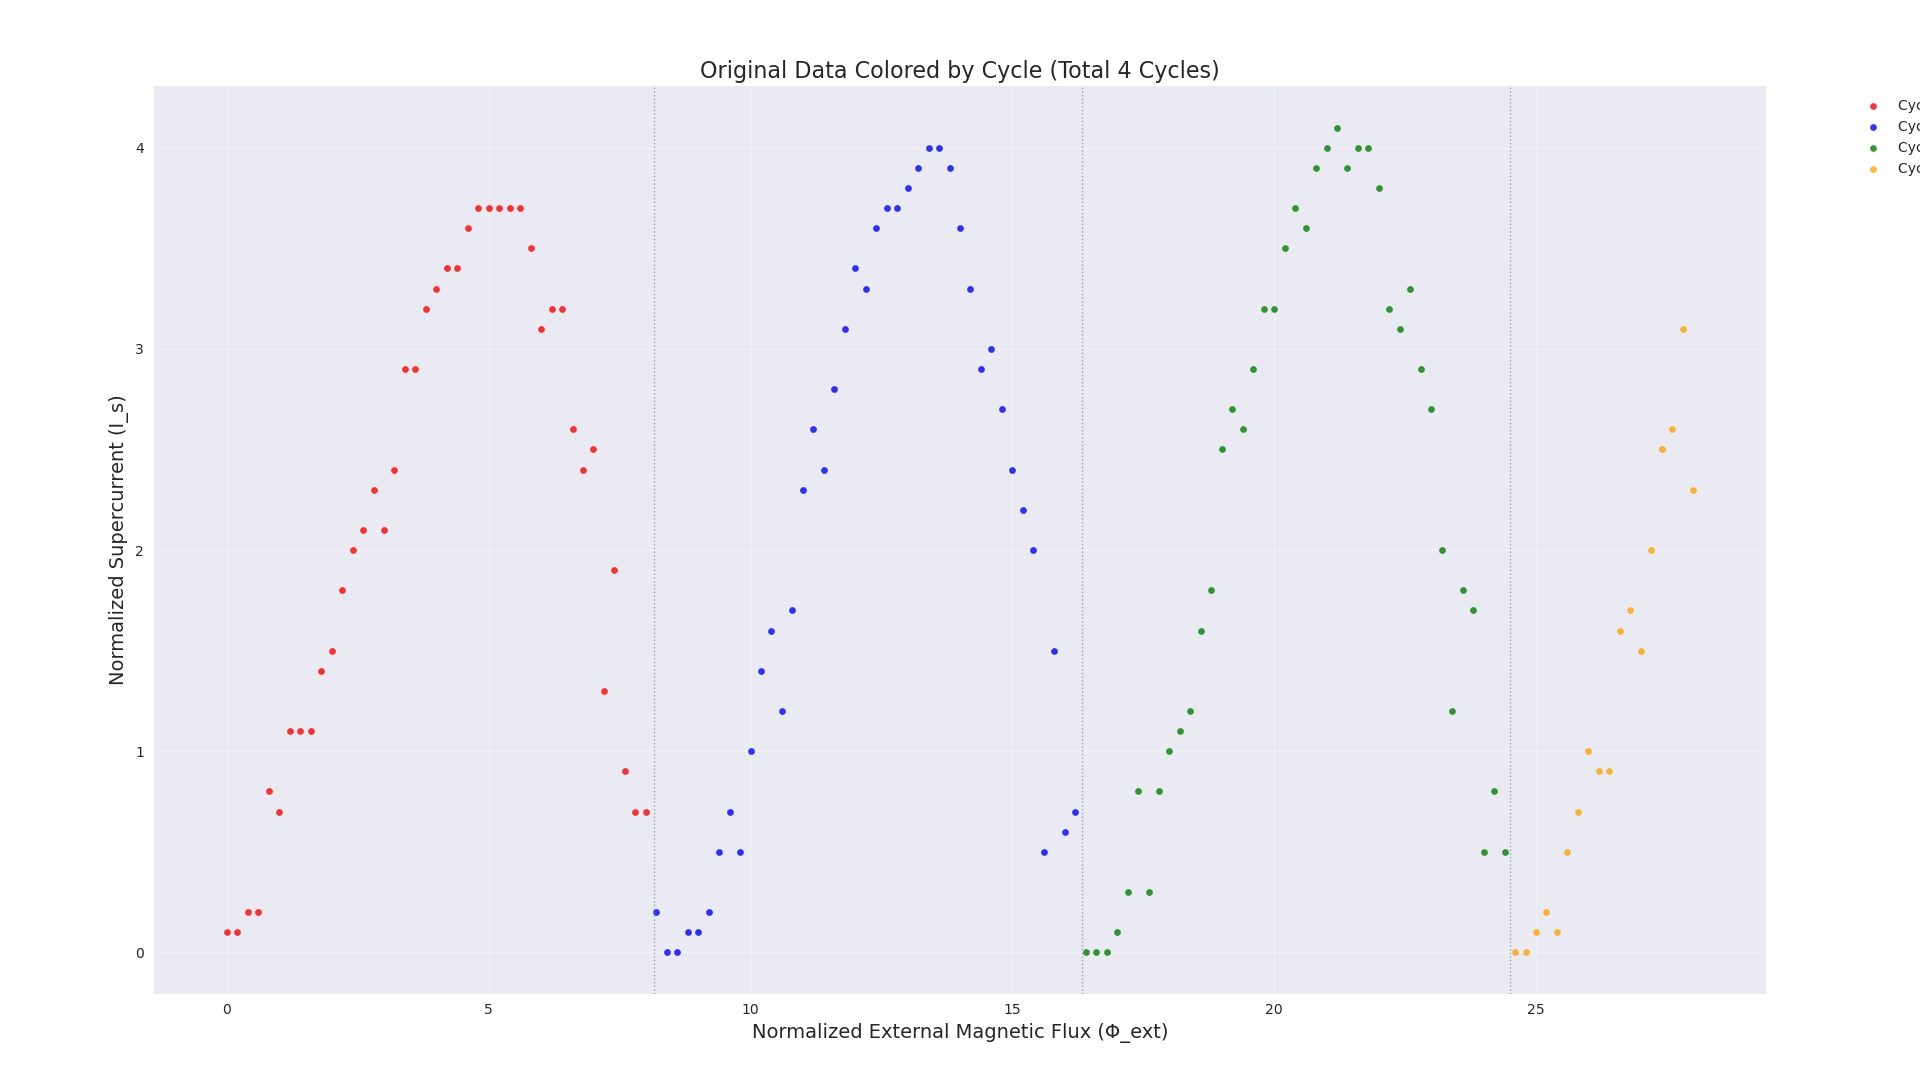 Original Data Colored by Cycle (Total 4 Cycles)
Cyc
Cyc
Cyc
Cyc
Normalized Supercurrent (I_s)
4
3
2
1
0
0 5 10 15 20 25
Normalized External Magnetic Flux (Φ_ext)